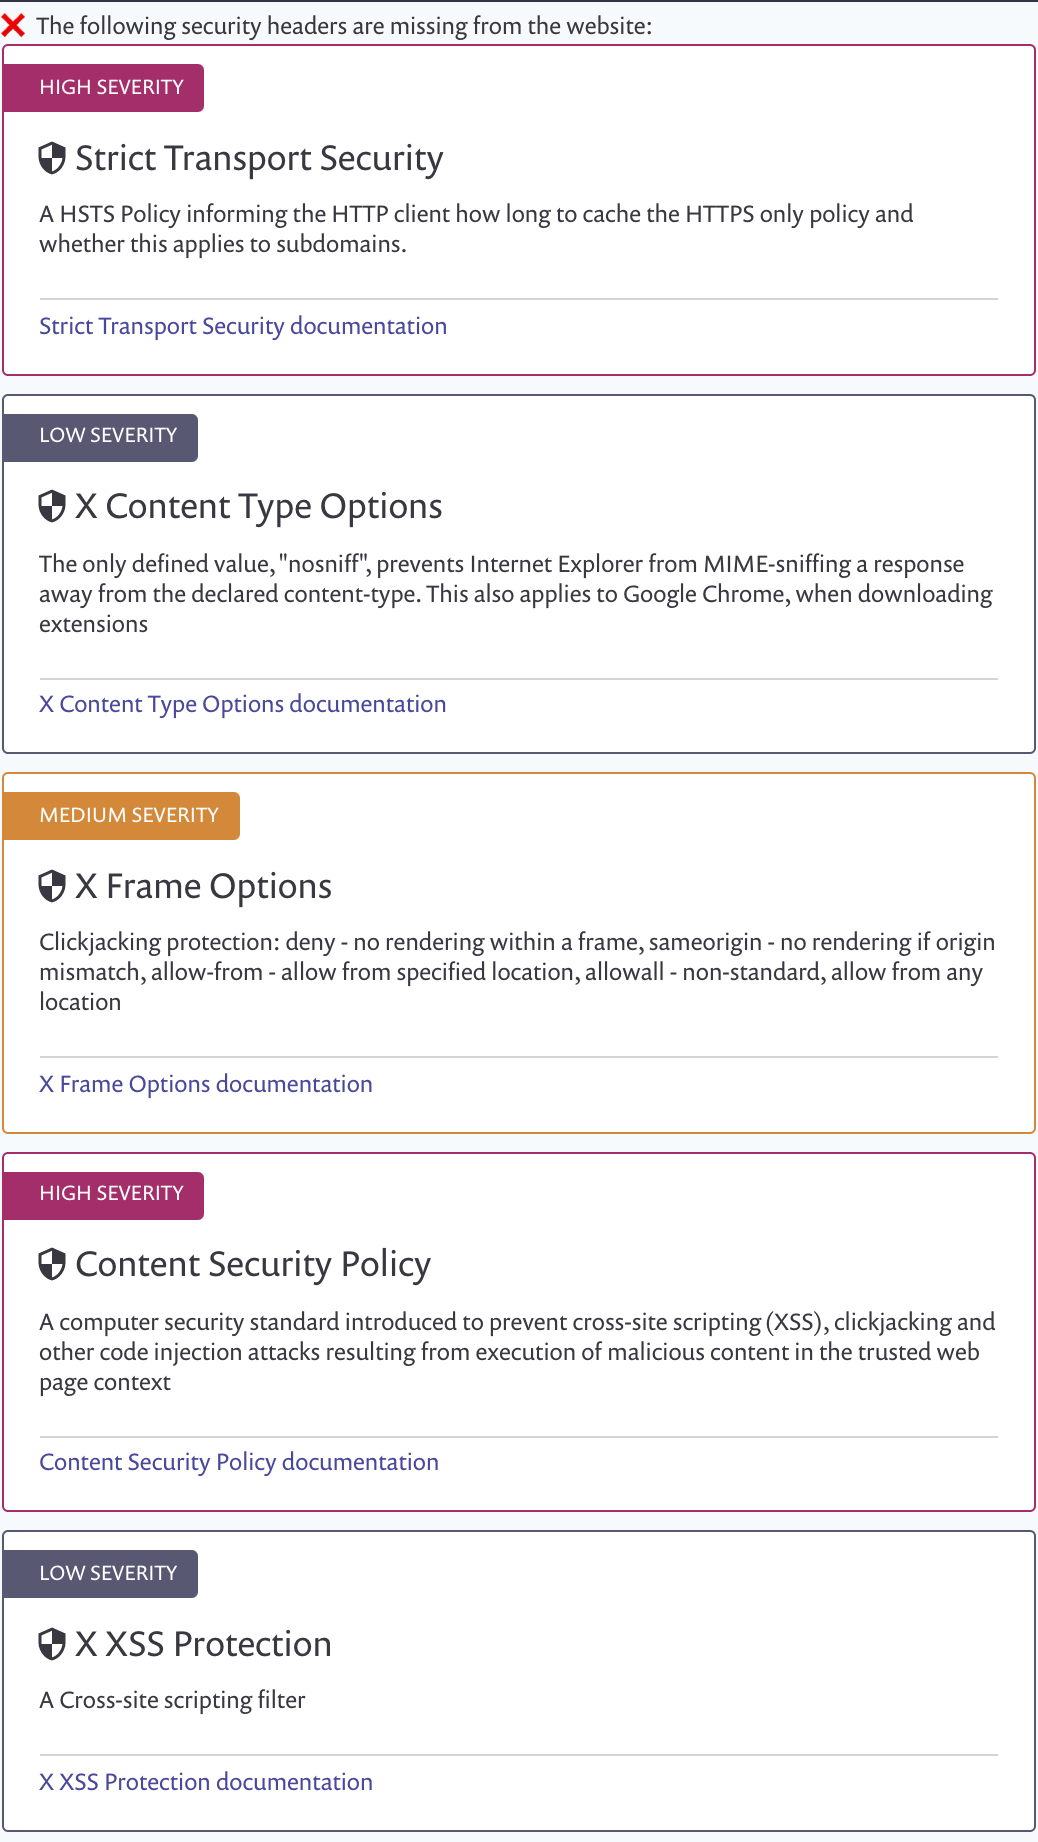 The following security headers are missing from the website:
HIGH SEVERITY
Strict Transport Security
A HSTS Policy informing the HTTP client how long to cache the HTTPS only policy and
whether this applies to subdomains.
Strict Transport Security documentation
LOW SEVERITY
X Content Type Options
The only defined value, "nosniff", prevents Internet Explorer from MIME-sniffing a response
away from the declared content-type. This also applies to Google Chrome, when downloading
extensions
X Content Type Options documentation
MEDIUM SEVERITY
X Frame Options
Clickjacking protection: deny - no rendering within a frame, sameorigin - no rendering if origin
mismatch, allow-from - allow from specified location, allowall - non-standard, allow from any
location
X Frame Options documentation
HIGH SEVERITY
Content Security Policy
A computer security standard introduced to prevent cross-site scripting (XSS), clickjacking and
other code injection attacks resulting from execution of malicious content in the trusted web
page context
Content Security Policy documentation
LOW SEVERITY
X XSS Protection
A Cross-site scripting filter
X XSS Protection documentation